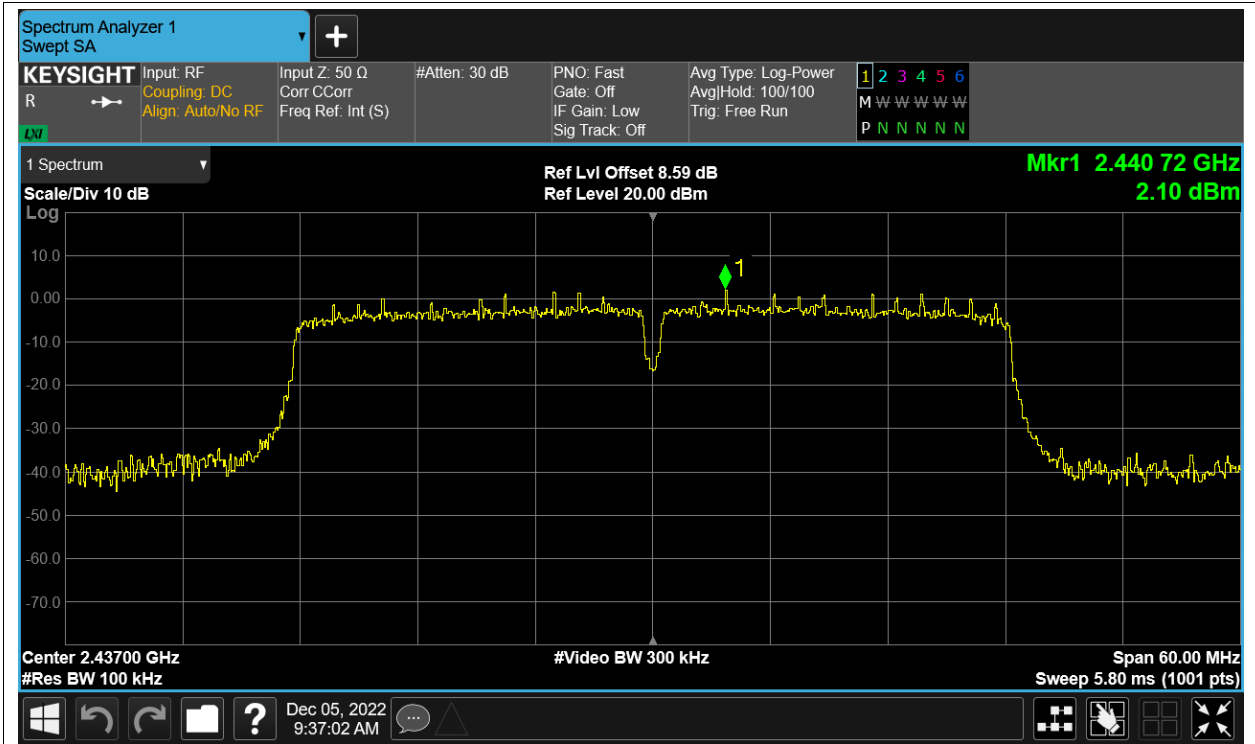 Spectrum Analyzer 1
Swept SA
+
KEYSIGHT
R
LXI
Input: RF
Coupling: DC
Align: Auto/No RF
Input Z: 50 Ω
Corr CCorr
Freq Ref: Int (S)
#Atten: 30 dB
PNO: Fast
Gate: Off
IF Gain: Low
Sig Track: Off
Avg Type: Log-Power
Avg|Hold: 100/100
Trig: Free Run
1 2 3 4 5 6
M W W W W W
P N N N N N
1 Spectrum
Scale/Div 10 dB
Log
Ref Lvl Offset 8.59 dB
Ref Level 20.00 dBm
Mkr1 2.440 72 GHz
2.10 dBm
10.0
0.00
-10.0
-20.0
-30.0
-40.0
-50.0
-60.0
-70.0
1
Center 2.43700 GHz
#Res BW 100 kHz
#Video BW 300 kHz
Span 60.00 MHz
Sweep 5.80 ms (1001 pts)
?
Dec 05, 2022
9:37:02 AM